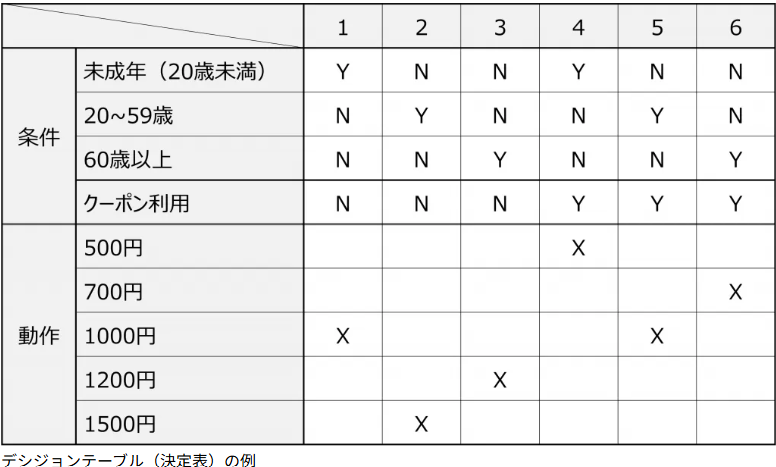 1 2 3 4 5 6
条件
未成年（20歳未満） Y N N Y N N
20~59歳 N Y N N Y N
60歳以上 N N Y N N Y
クーポン利用 N N N Y Y Y
動作
500円 X
700円 X
1000円 X X
1200円 X
1500円 X
デシジョンテーブル（決定表）の例